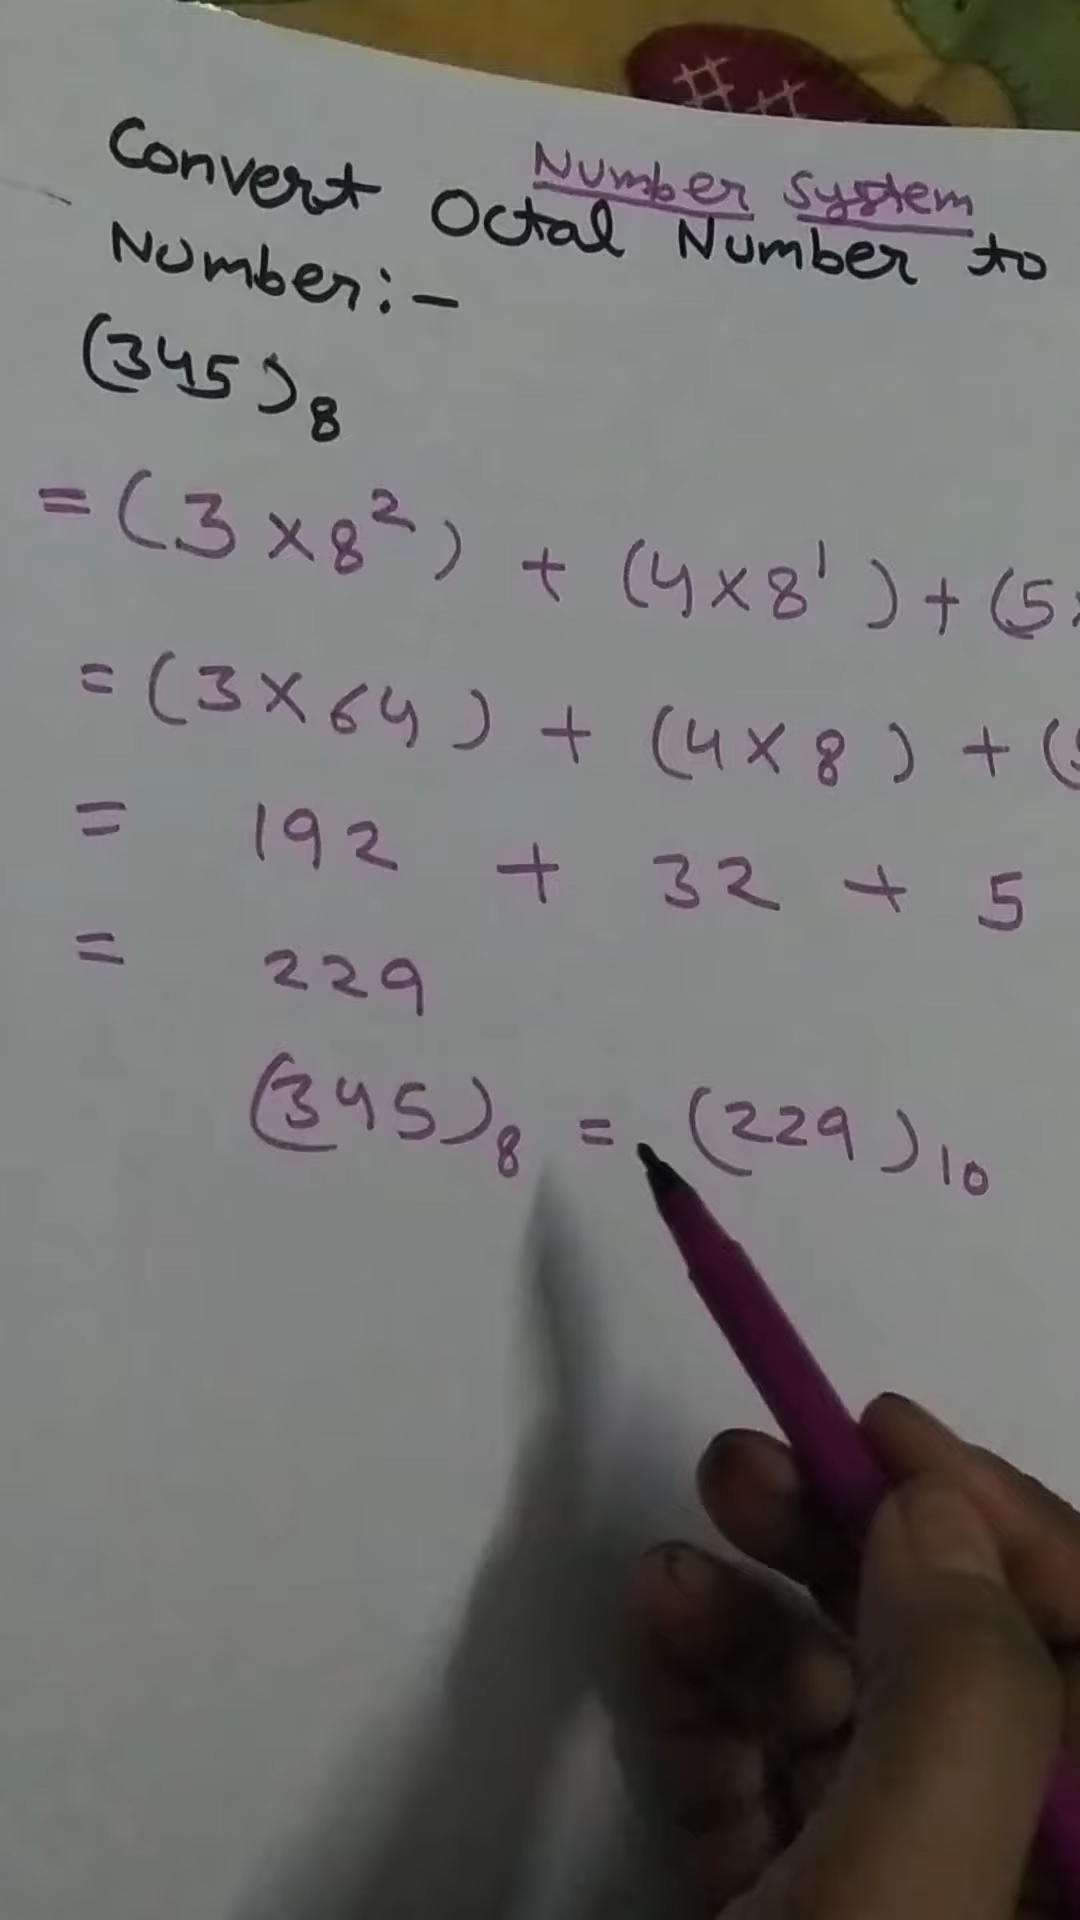 Number System
Convert Octal Number to
Number:-
(345)₈
= (3 × 8²) + (4 × 8¹) + (5 ×
= (3 × 64) + (4 × 8) + (5
= 192 + 32 + 5
= 229
(345)₈ = (229)₁₀